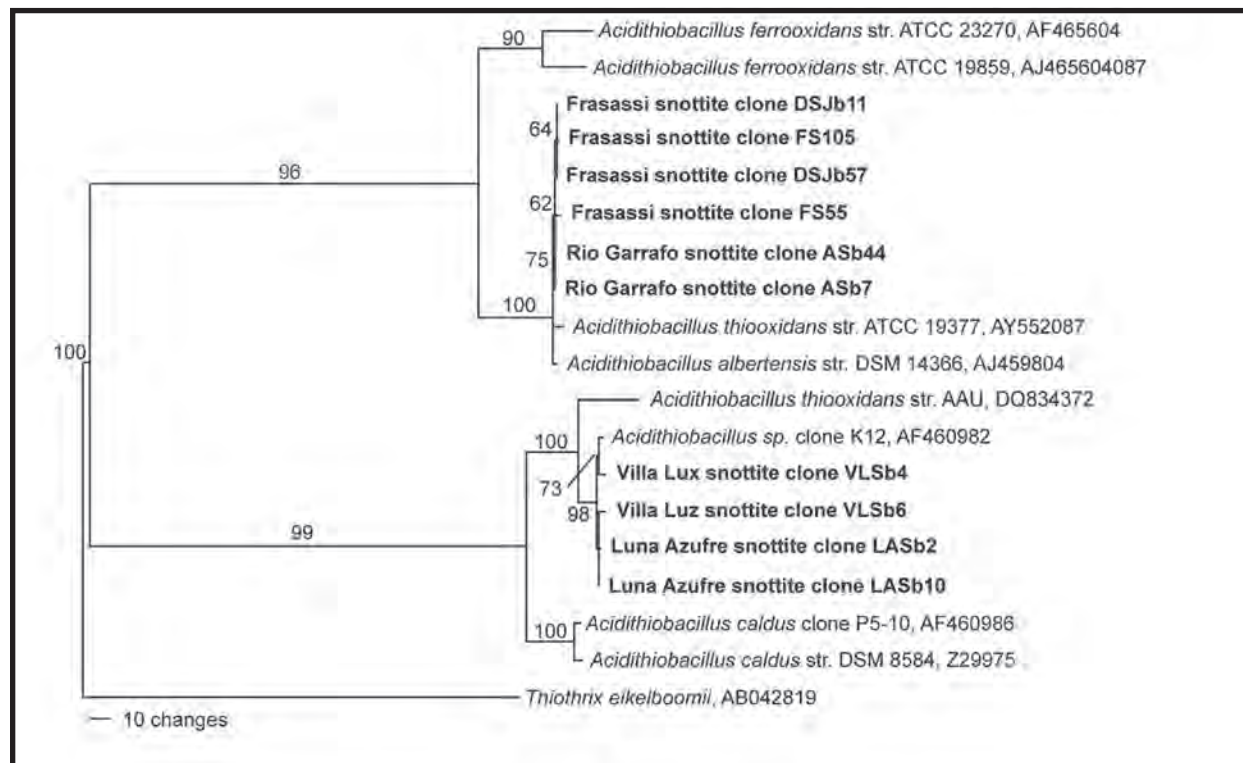 90
Acidithiobacillus ferrooxidans str. ATCC 23270, AF465604
Acidithiobacillus ferrooxidans str. ATCC 19859, AJ465604087
Frasassi snottite clone DSJb11
64
Frasassi snottite clone FS105
Frasassi snottite clone DSJb57
96
62
Frasassi snottite clone FS55
75
Rio Garrafo snottite clone ASb44
Rio Garrafo snottite clone ASb7
100
Acidithiobacillus thiooxidans str. ATCC 19377, AY552087
100
Acidithiobacillus albertensis str. DSM 14366, AJ459804
Acidithiobacillus thiooxidans str. AAU, DQ834372
100
Acidithiobacillus sp. clone K12, AF460982
Villa Lux snottite clone VLSb4
73
Villa Luz snottite clone VLSb6
98
99
Luna Azufre snottite clone LASb2
Luna Azufre snottite clone LASb10
Acidithiobacillus caldus clone P5-10, AF460986
100
Acidithiobacillus caldus str. DSM 8584, Z29975
Thiothrix eikelboomii, AB042819
10 changes